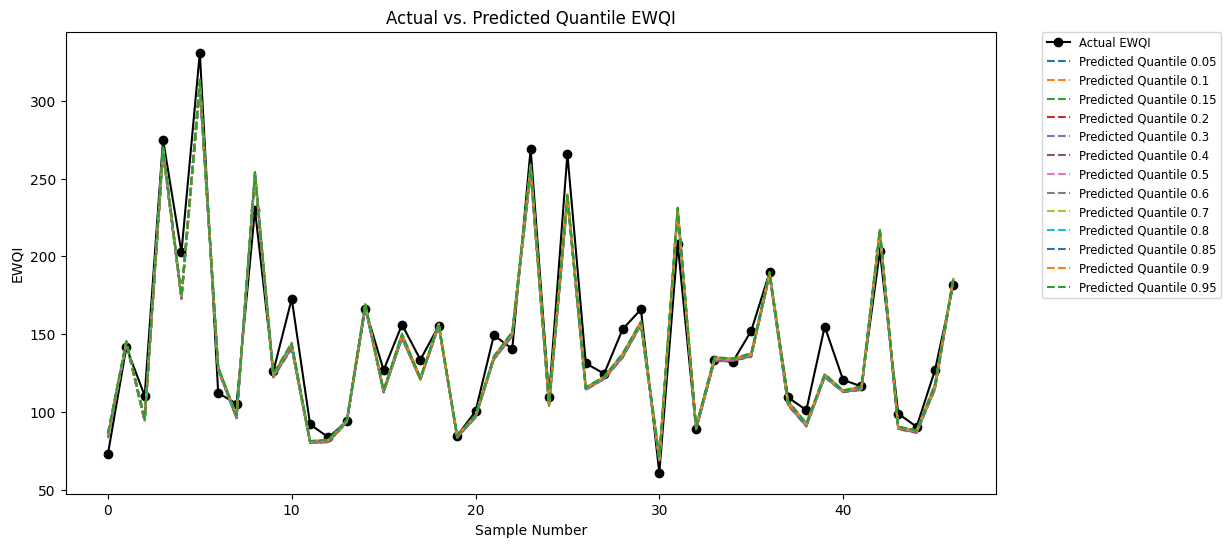 Actual vs. Predicted Quantile EWQI
EWQI
300
250
200
150
100
50
0
10
20
30
40
Sample Number
Actual EWQI
Predicted Quantile 0.05
Predicted Quantile 0.1
Predicted Quantile 0.15
Predicted Quantile 0.2
Predicted Quantile 0.3
Predicted Quantile 0.4
Predicted Quantile 0.5
Predicted Quantile 0.6
Predicted Quantile 0.7
Predicted Quantile 0.8
Predicted Quantile 0.85
Predicted Quantile 0.9
Predicted Quantile 0.95